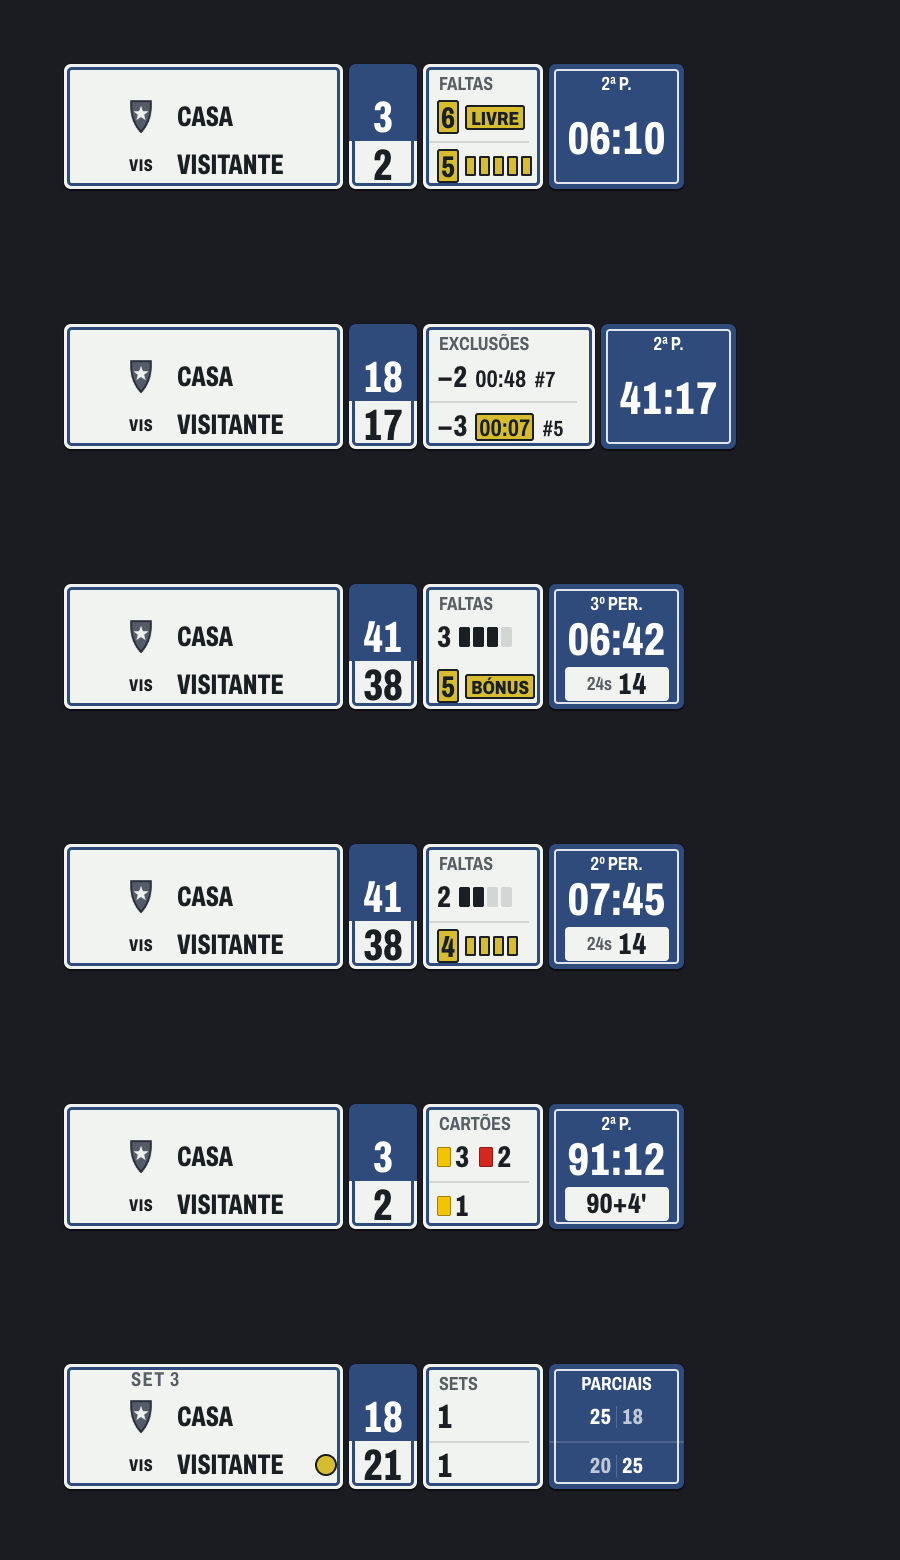 FALTAS 2ª P.
CASA 3 6 LIVRE 06:10
VIS VISITANTE 2 5
EXCLUSÕES 2ª P.
CASA 18 –2 00:48 #7 41:17
VIS VISITANTE 17 –3 00:07 #5
FALTAS 3º PER.
CASA 41 3 06:42
VIS VISITANTE 38 5 BÓNUS 24s 14
FALTAS 2º PER.
CASA 41 2 07:45
VIS VISITANTE 38 4 24s 14
CARTÕES 2ª P.
CASA 3 3 2 91:12
VIS VISITANTE 2 1 90+4'
SET 3 SETS PARCIAIS
CASA 18 1 25 18
VIS VISITANTE 21 1 20 25